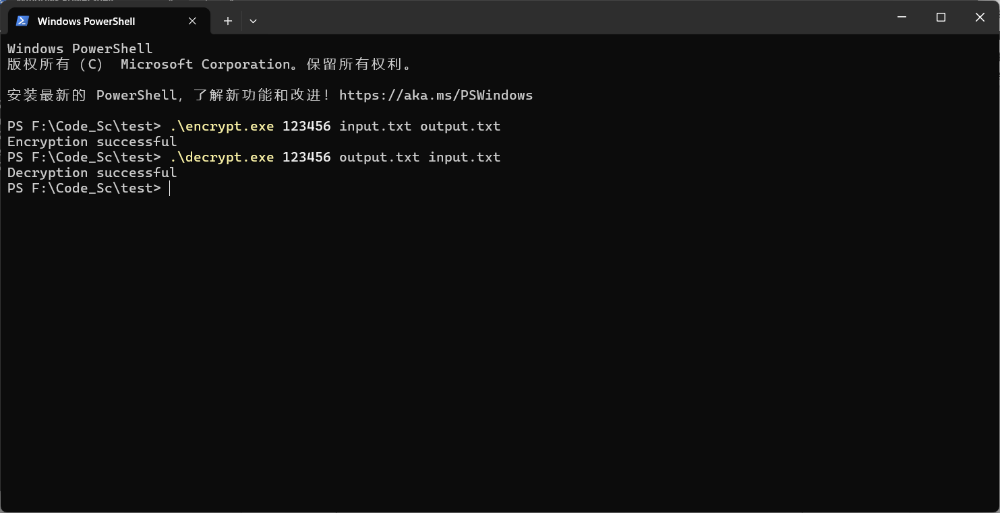 Windows PowerShell
Windows PowerShell
版权所有（C） Microsoft Corporation。保留所有权利。
安装最新的 PowerShell，了解新功能和改进！https://aka.ms/PSWindows
PS F:\Code_Sc\test> .\encrypt.exe 123456 input.txt output.txt
Encryption successful
PS F:\Code_Sc\test> .\decrypt.exe 123456 output.txt input.txt
Decryption successful
PS F:\Code_Sc\test>